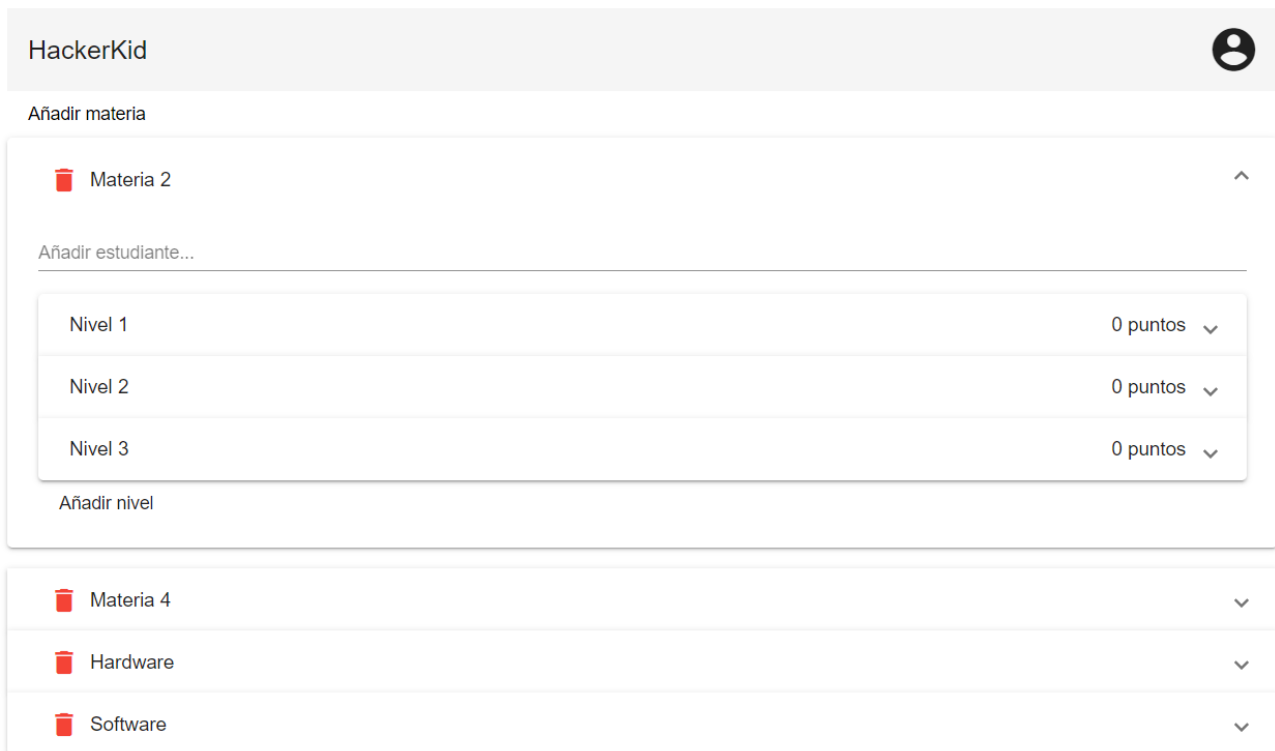 HackerKid
Añadir materia
Materia 2
Añadir estudiante...
Nivel 1 0 puntos
Nivel 2 0 puntos
Nivel 3 0 puntos
Añadir nivel
Materia 4
Hardware
Software